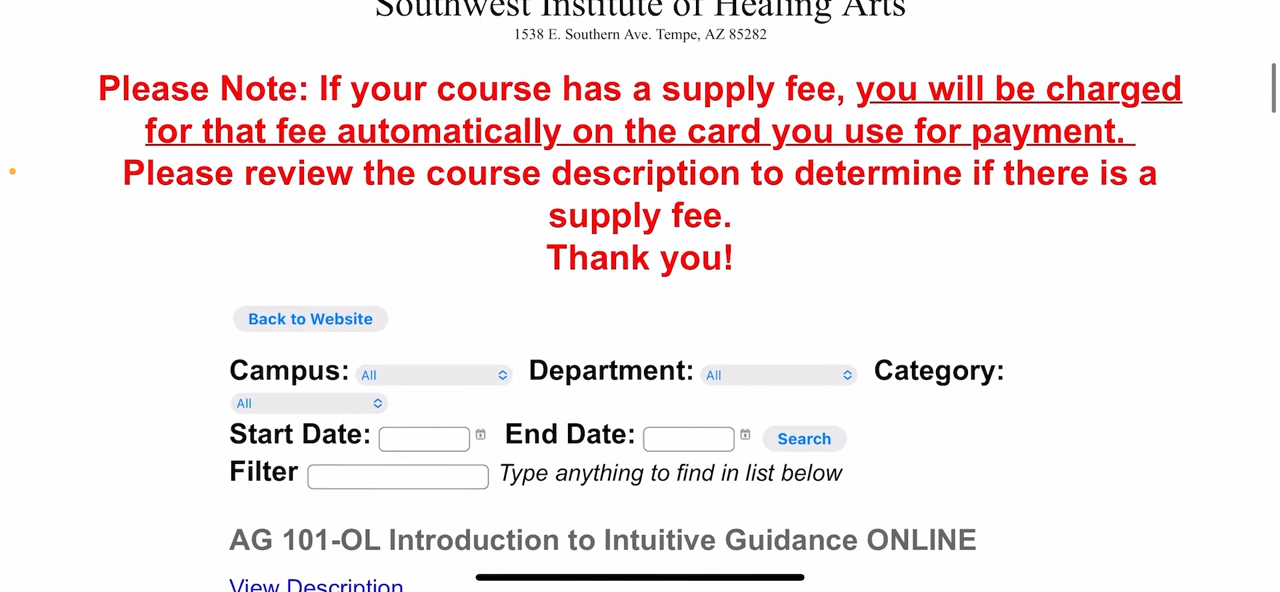 Southwest Institute of Healing Arts
1538 E. Southern Ave. Tempe, AZ 85282
Please Note: If your course has a supply fee, you will be charged
for that fee automatically on the card you use for payment.
Please review the course description to determine if there is a
supply fee.
Thank you!
Back to Website
Campus: All Department: All Category:
All
Start Date: End Date: Search
Filter Type anything to find in list below
AG 101-OL Introduction to Intuitive Guidance ONLINE
View Description